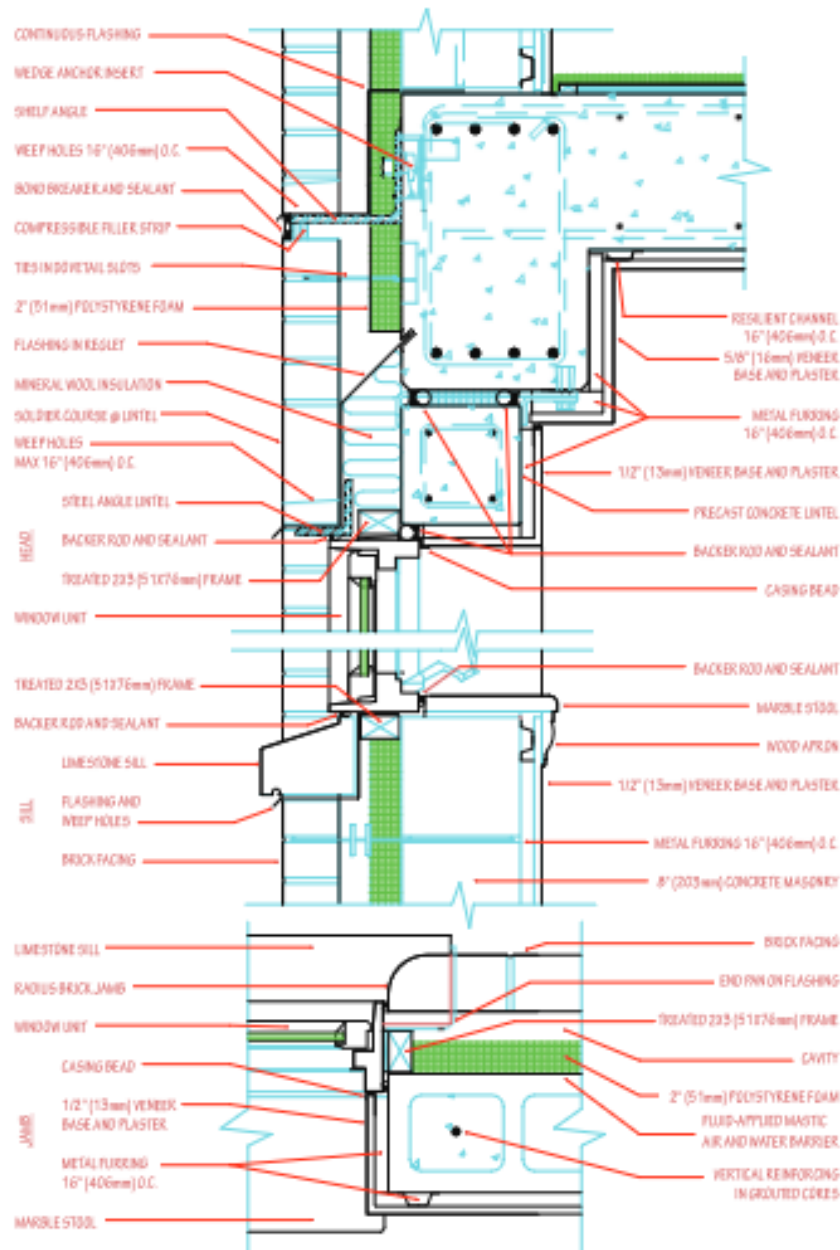 CONTINUOUS FLASHING
WEDGE ANCHOR INSERT
SHELF ANGLE
WEEP HOLES 16" (406mm) O.C.
BOND BREAKER AND SEALANT
COMPRESSIBLE FILLER STRIP
TIES IN DOVETAIL SLOTS
2" (51mm) POLYSTYRENE FOAM
FLASHING IN REGLET
MINERAL WOOL INSULATION
SOLDIER COURSE @ LINTEL
WEEP HOLES
MAX 16" (406mm) O.C.
STEEL ANGLE LINTEL
HEAD
BACKER ROD AND SEALANT
TREATED 2X3 (51X76mm) FRAME
WINDOW UNIT
TREATED 2X3 (51X76mm) FRAME
BACKER ROD AND SEALANT
LIMESTONE SILL
SILL
FLASHING AND
WEEP HOLES
BRICK FACING
RESILIENT CHANNEL
16" (406mm) O.C.
5/8" (16mm) VENEER
BASE AND PLASTER
METAL FURRING
16" (406mm) O.C.
1/2" (13mm) VENEER BASE AND PLASTER
PRECAST CONCRETE LINTEL
BACKER ROD AND SEALANT
CASING BEAD
BACKER ROD AND SEALANT
MARBLE STOOL
WOOD APRON
1/2" (13mm) VENEER BASE AND PLASTER
METAL FURRING 16" (406mm) O.C.
8" (203mm) CONCRETE MASONRY
LIMESTONE SILL
RADIUS BRICK JAMB
WINDOW UNIT
CASING BEAD
JAMB
1/2" (13mm) VENEER
BASE AND PLASTER
METAL FURRING
16" (406mm) O.C.
MARBLE STOOL
BRICK FACING
END PAN ON FLASHING
TREATED 2X3 (51X76mm) FRAME
CAVITY
2" (51mm) POLYSTYRENE FOAM
FLUID-APPLIED MASTIC
AIR AND WATER BARRIER
VERTICAL REINFORCING
IN GROUTED CORES